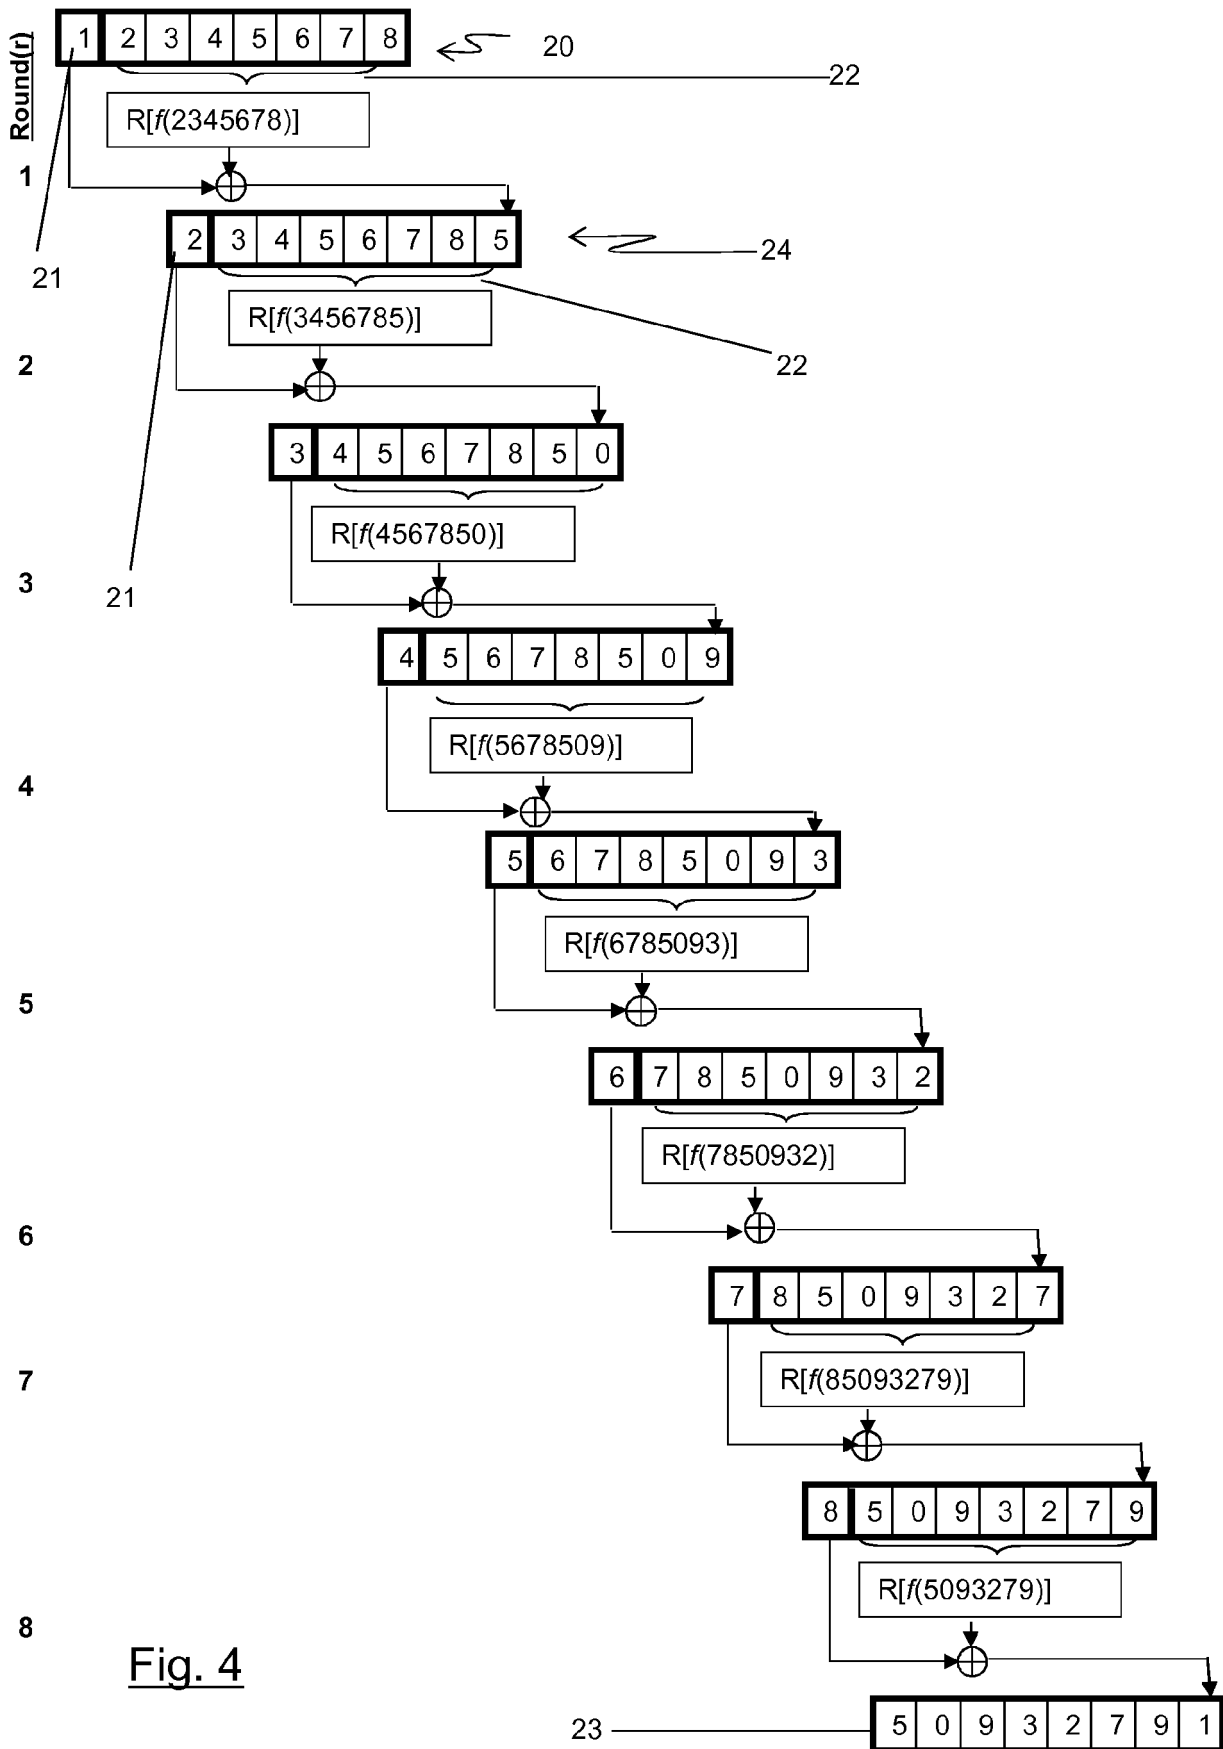 Round(r)
1 2 3 4 5 6 7 8
20
22
R[f(2345678)]
1
2 3 4 5 6 7 8 5
24
21
R[f(3456785)]
2
22
3 4 5 6 7 8 5 0
R[f(4567850)]
3
21
4 5 6 7 8 5 0 9
R[f(5678509)]
4
5 6 7 8 5 0 9 3
R[f(6785093)]
5
6 7 8 5 0 9 3 2
R[f(7850932)]
6
7 8 5 0 9 3 2 7
R[f(85093279)]
7
8 5 0 9 3 2 7 9
R[f(5093279)]
8
Fig. 4
23
5 0 9 3 2 7 9 1